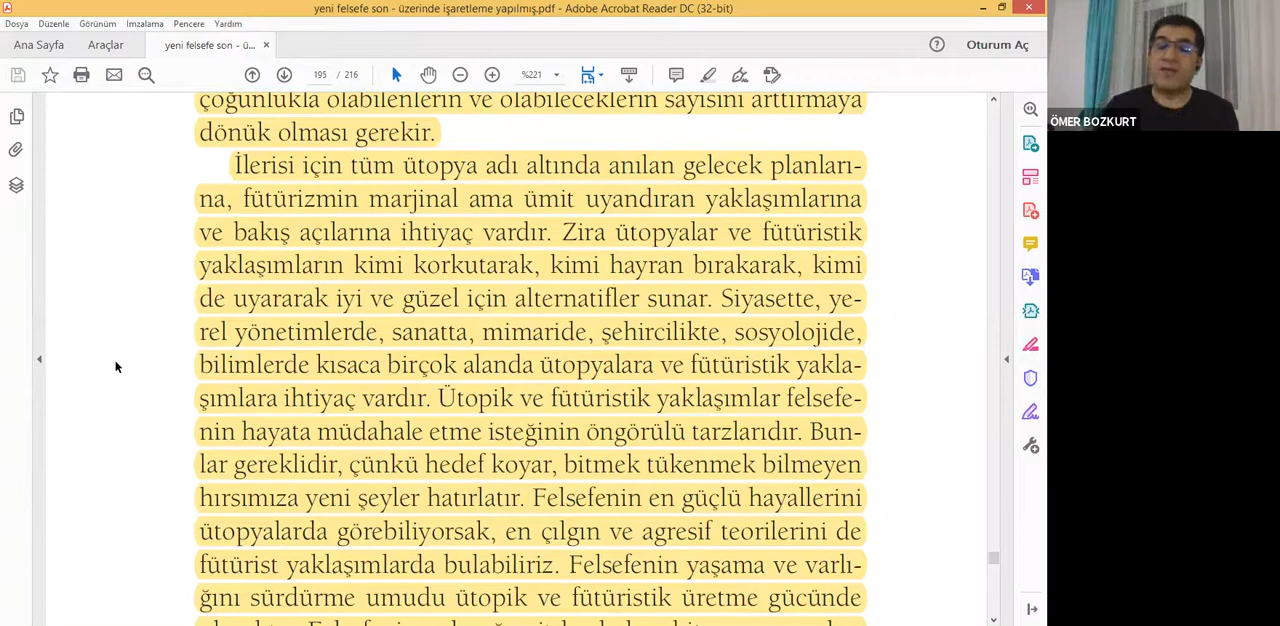 yeni felsefe son - üzerinde işaretleme yapılmış.pdf - Adobe Acrobat Reader DC (32-bit)
Dosya Düzenle Görünüm İmzalama Pencere Yardım
Ana Sayfa Araçlar yeni felsefe son - ü... × Oturum Aç
195 / 216 %221
ÖMER BOZKURT
çoğunlukla olabilenlerin ve olabileceklerin sayısını arttırmaya
dönük olması gerekir.
İlerisi için tüm ütopya adı altında anılan gelecek planları-
na, fütürizmin marjinal ama ümit uyandıran yaklaşımlarına
ve bakış açılarına ihtiyaç vardır. Zira ütopyalar ve fütüristik
yaklaşımların kimi korkutarak, kimi hayran bırakarak, kimi
de uyararak iyi ve güzel için alternatifler sunar. Siyasette, ye-
rel yönetimlerde, sanatta, mimaride, şehircilikte, sosyolojide,
bilimlerde kısaca birçok alanda ütopyalara ve fütüristik yakla-
şımlara ihtiyaç vardır. Ütopik ve fütüristik yaklaşımlar felsefe-
nin hayata müdahale etme isteğinin öngörülü tarzlarıdır. Bun-
lar gereklidir, çünkü hedef koyar, bitmek tükenmek bilmeyen
hırsımıza yeni şeyler hatırlatır. Felsefenin en güçlü hayallerini
ütopyalarda görebiliyorsak, en çılgın ve agresif teorilerini de
fütürist yaklaşımlarda bulabiliriz. Felsefenin yaşama ve varlı-
ğını sürdürme umudu ütopik ve fütüristik üretme gücünde